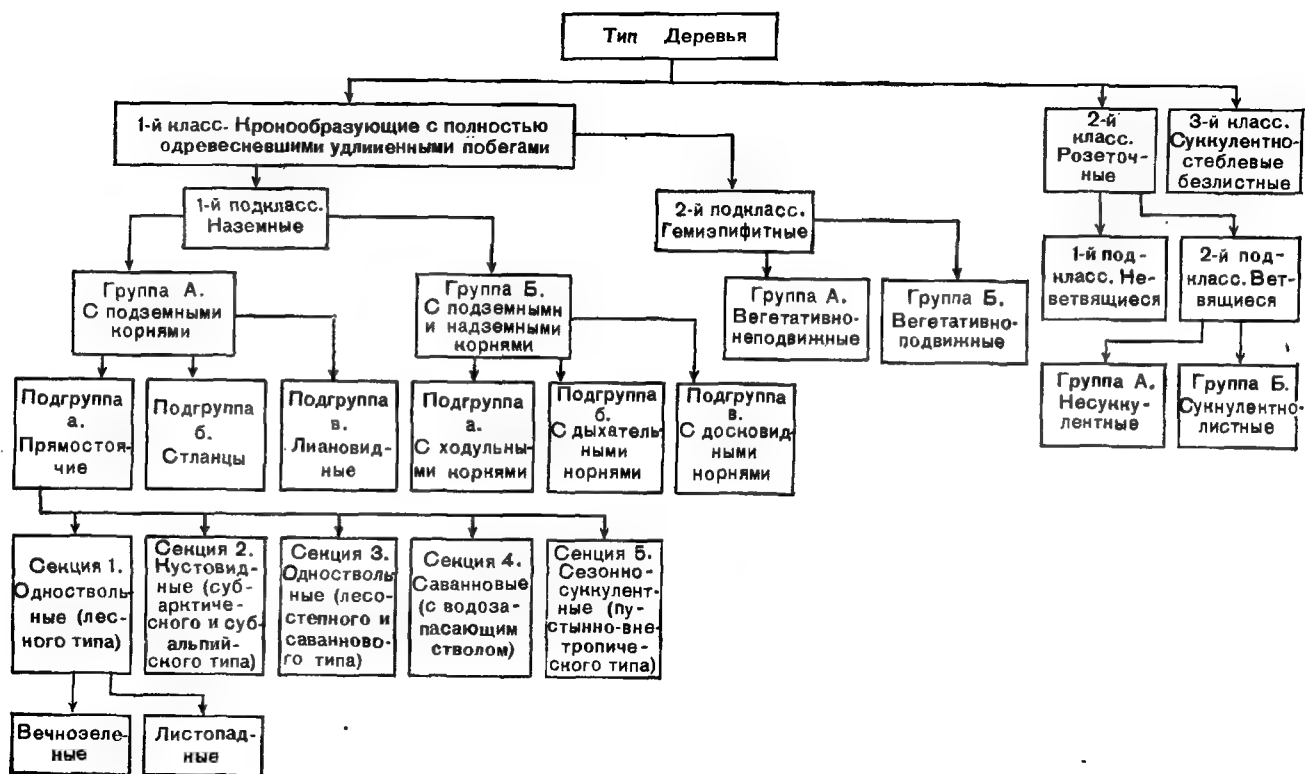 Тип Деревья
1-й класс. Кронообразующие с полностью
одревесневшими удлиненными побегами
2-й
класс.
Розеточ-
ные
3-й класс.
Суккулентно-
стеблевые
безлистные
1-й подкласс.
Наземные
2-й подкласс.
Гемиэпифитные
1-й под-
класс. Не-
ветвящиеся
2-й под-
класс. Вет-
вящиеся
Группа А.
С подземными
корнями
Группа Б.
С подземными
и надземными
корнями
Группа А.
Вегетативно-
неподвижные
Группа Б.
Вегетативно-
подвижные
Группа А.
Несукку-
лентные
Группа Б.
Суккулентно-
листные
Подгруппа
а.
Прямостоя-
чие
Подгруппа
б.
Стланцы
Подгруппа
в.
Лиановид-
ные
Подгруппа
а.
С ходульны-
ми корнями
Подгруппа
б.
С дыхатель-
ными
корнями
Подгруппа
в.
С досковид-
ными
корнями
Секция 1.
Одностволь-
ные (лес-
ного типа)
Секция 2.
Кустовид-
ные (суб-
арктиче-
ского и суб-
альпий-
ского типа)
Секция 3.
Одностволь-
ные (лесо-
степного и
саванново-
го типа)
Секция 4.
Саванновые
(с водоза-
пасающим
стволом)
Секция 5.
Сезонно-
суккулент-
ные (пу-
стынно-вне-
тропиче-
ского типа)
Вечнозеле-
ные
Листопад-
ные